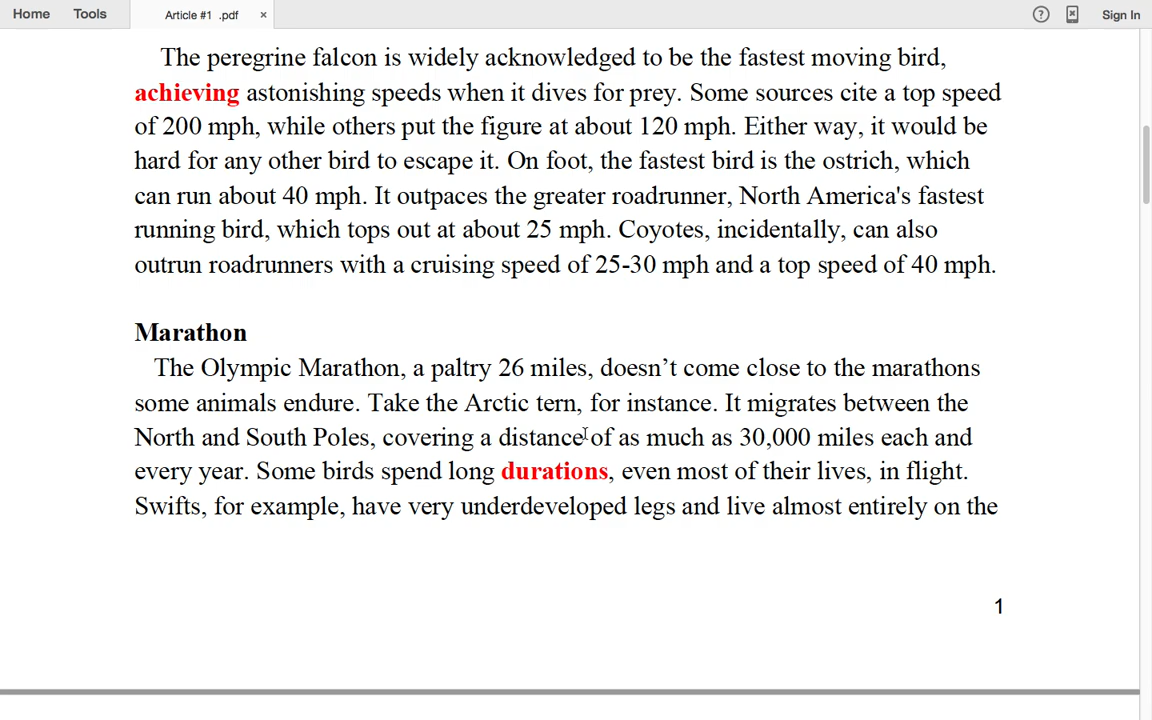 Home Tools Article #1 .pdf × ? Sign In
The peregrine falcon is widely acknowledged to be the fastest moving bird,
achieving astonishing speeds when it dives for prey. Some sources cite a top speed
of 200 mph, while others put the figure at about 120 mph. Either way, it would be
hard for any other bird to escape it. On foot, the fastest bird is the ostrich, which
can run about 40 mph. It outpaces the greater roadrunner, North America's fastest
running bird, which tops out at about 25 mph. Coyotes, incidentally, can also
outrun roadrunners with a cruising speed of 25-30 mph and a top speed of 40 mph.
Marathon
The Olympic Marathon, a paltry 26 miles, doesn’t come close to the marathons
some animals endure. Take the Arctic tern, for instance. It migrates between the
North and South Poles, covering a distance of as much as 30,000 miles each and
every year. Some birds spend long durations, even most of their lives, in flight.
Swifts, for example, have very underdeveloped legs and live almost entirely on the
1